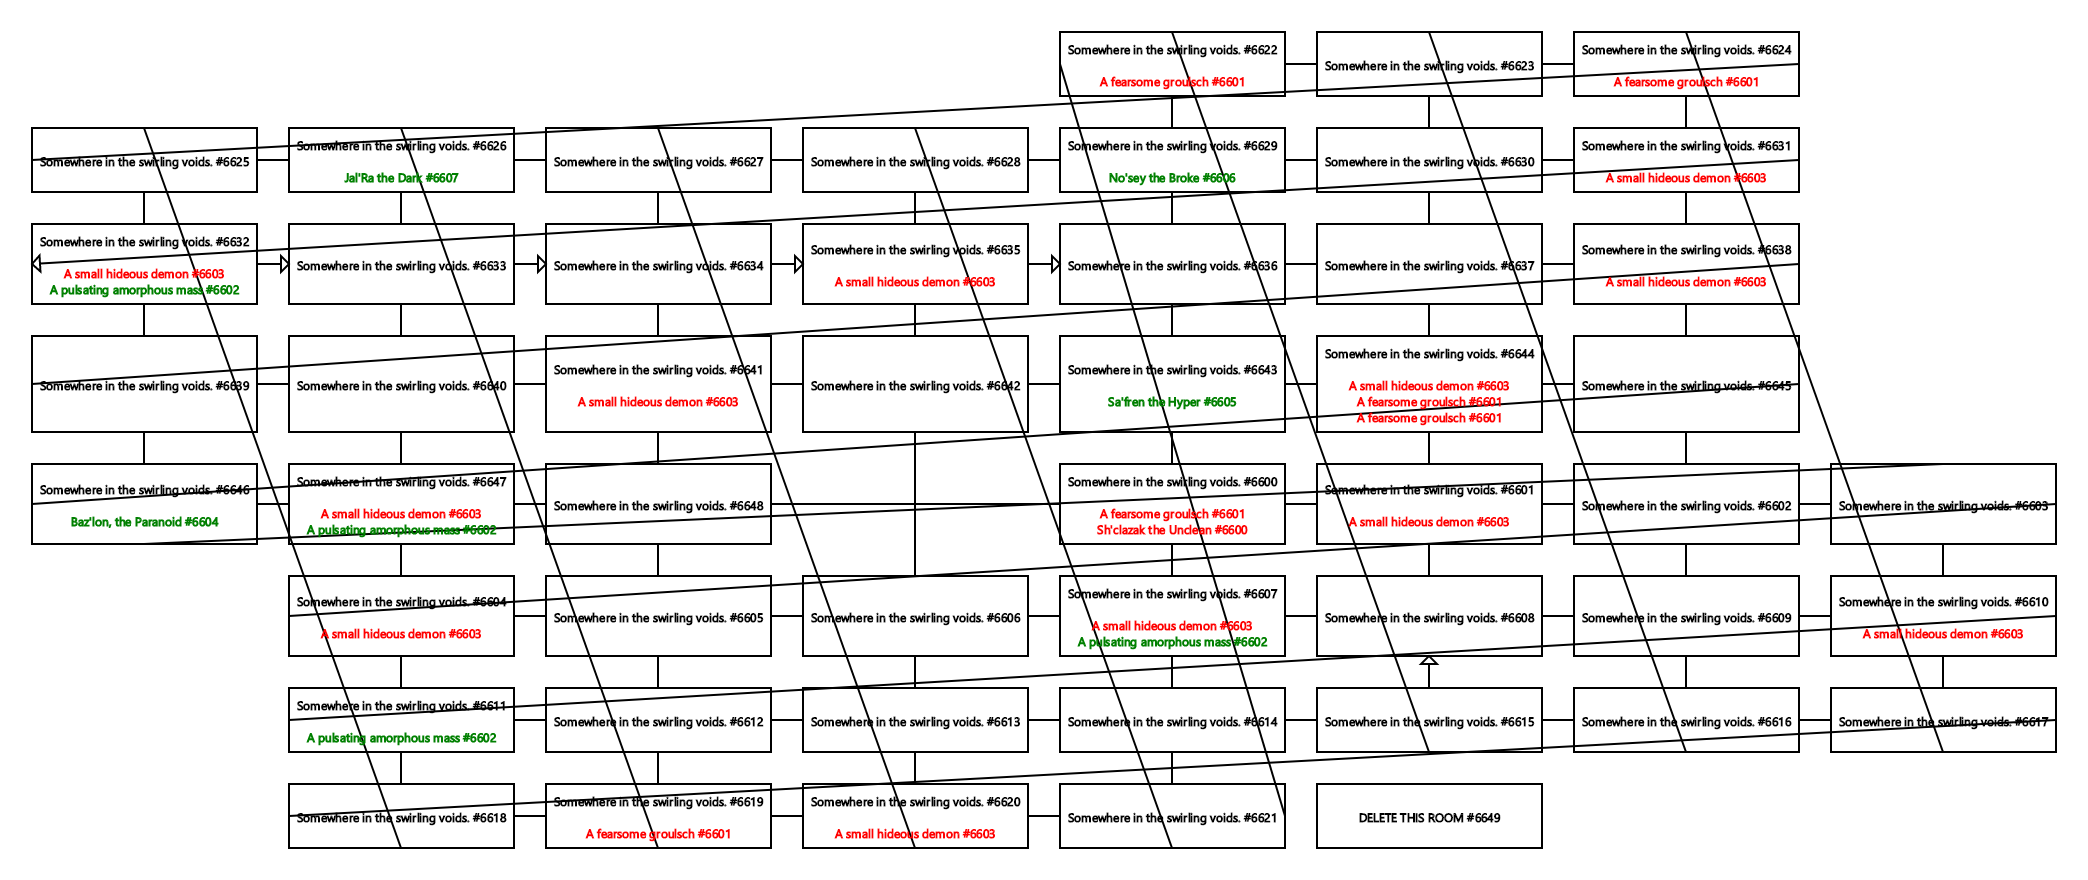 Somewhere in the swirling voids. #6622
A fearsome groulsch #6601
Somewhere in the swirling voids. #6623
Somewhere in the swirling voids. #6624
A fearsome groulsch #6601
Somewhere in the swirling voids. #6625
Somewhere in the swirling voids. #6626
Jal'Ra the Dark #6607
Somewhere in the swirling voids. #6627
Somewhere in the swirling voids. #6628
Somewhere in the swirling voids. #6629
No'sey the Broke #6606
Somewhere in the swirling voids. #6630
Somewhere in the swirling voids. #6631
A small hideous demon #6603
Somewhere in the swirling voids. #6632
A small hideous demon #6603
A pulsating amorphous mass #6602
Somewhere in the swirling voids. #6633
Somewhere in the swirling voids. #6634
Somewhere in the swirling voids. #6635
A small hideous demon #6603
Somewhere in the swirling voids. #6636
Somewhere in the swirling voids. #6637
Somewhere in the swirling voids. #6638
A small hideous demon #6603
Somewhere in the swirling voids. #6639
Somewhere in the swirling voids. #6640
Somewhere in the swirling voids. #6641
A small hideous demon #6603
Somewhere in the swirling voids. #6642
Somewhere in the swirling voids. #6643
Sa'fren the Hyper #6605
Somewhere in the swirling voids. #6644
A small hideous demon #6603
A fearsome groulsch #6601
A fearsome groulsch #6601
Somewhere in the swirling voids. #6645
Somewhere in the swirling voids. #6646
Baz'lon, the Paranoid #6604
Somewhere in the swirling voids. #6647
A small hideous demon #6603
A pulsating amorphous mass #6602
Somewhere in the swirling voids. #6648
Somewhere in the swirling voids. #6600
A fearsome groulsch #6601
Sh'clazak the Unclean #6600
Somewhere in the swirling voids. #6601
A small hideous demon #6603
Somewhere in the swirling voids. #6602
Somewhere in the swirling voids. #6603
Somewhere in the swirling voids. #6604
A small hideous demon #6603
Somewhere in the swirling voids. #6605
Somewhere in the swirling voids. #6606
Somewhere in the swirling voids. #6607
A small hideous demon #6603
A pulsating amorphous mass #6602
Somewhere in the swirling voids. #6608
Somewhere in the swirling voids. #6609
Somewhere in the swirling voids. #6610
A small hideous demon #6603
Somewhere in the swirling voids. #6611
A pulsating amorphous mass #6602
Somewhere in the swirling voids. #6612
Somewhere in the swirling voids. #6613
Somewhere in the swirling voids. #6614
Somewhere in the swirling voids. #6615
Somewhere in the swirling voids. #6616
Somewhere in the swirling voids. #6617
Somewhere in the swirling voids. #6618
Somewhere in the swirling voids. #6619
A fearsome groulsch #6601
Somewhere in the swirling voids. #6620
A small hideous demon #6603
Somewhere in the swirling voids. #6621
DELETE THIS ROOM #6649